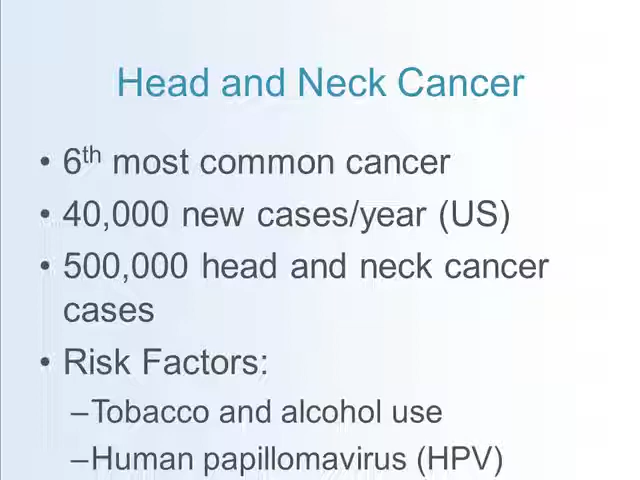 Head and Neck Cancer
• 6th most common cancer
• 40,000 new cases/year (US)
• 500,000 head and neck cancer
cases
• Risk Factors:
–Tobacco and alcohol use
–Human papillomavirus (HPV)